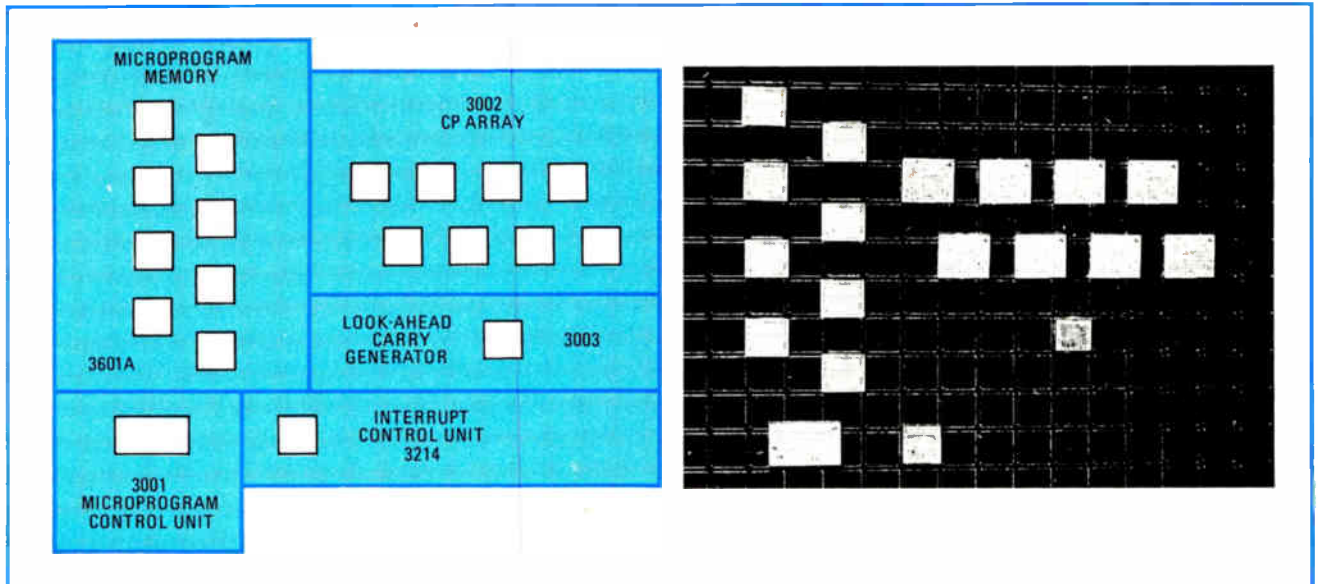 MICROPROGRAM
MEMORY
3601A
3002
CP ARRAY
LOOK-AHEAD
CARRY
GENERATOR
3003
3001
MICROPROGRAM
CONTROL UNIT
INTERRUPT
CONTROL UNIT
3214